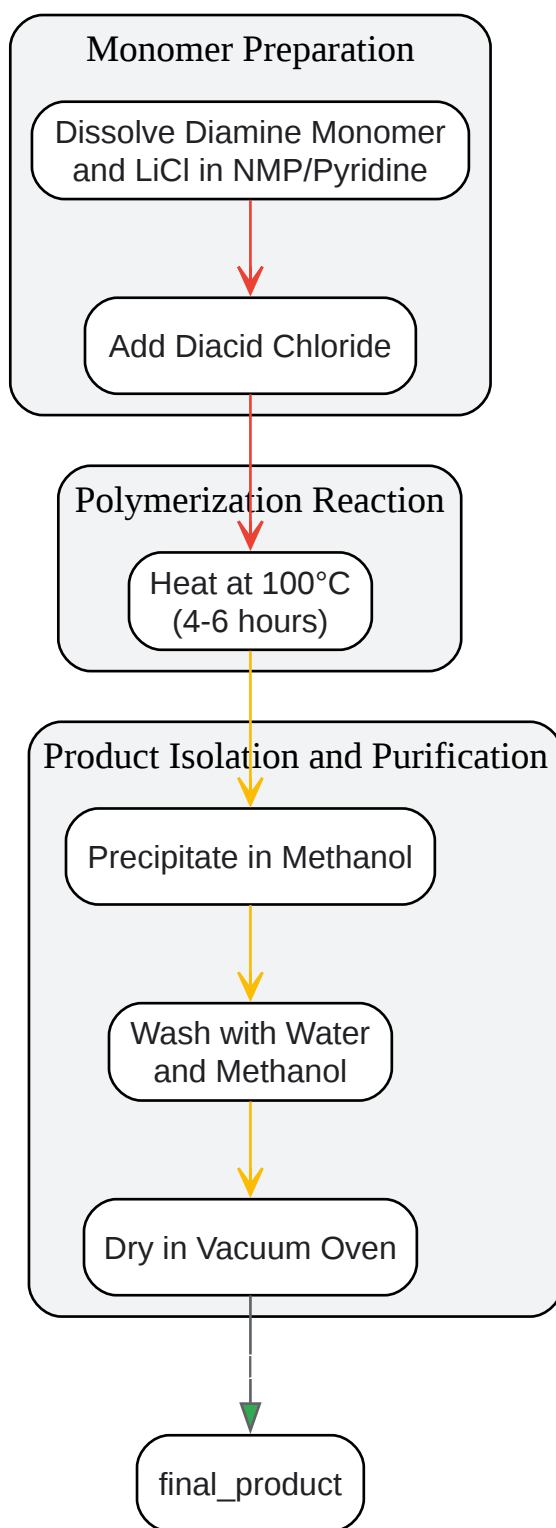 Monomer Preparation
Dissolve Diamine Monomer
and LiCl in NMP/Pyridine
Add Diacid Chloride
Polymerization Reaction
Heat at 100°C
(4-6 hours)
Product Isolation and Purification
Precipitate in Methanol
Wash with Water
and Methanol
Dry in Vacuum Oven
final_product